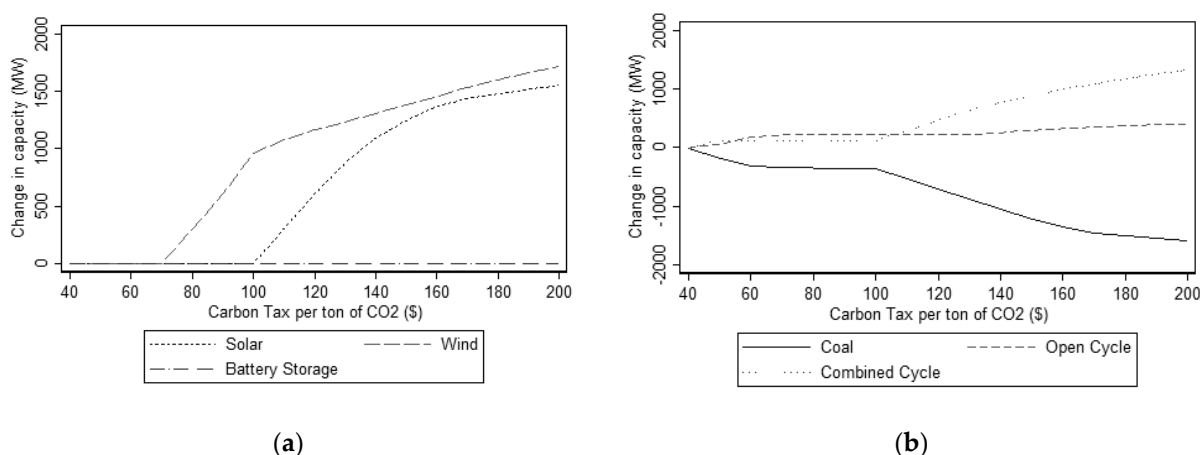 Change in capacity (MW)
2000
1500
1000
500
0
40 60 80 100 120 140 160 180 200
Carbon Tax per ton of CO2 ($)
Solar Wind
Battery Storage
(a)
Change in capacity (MW)
2000
1000
0
-1000
-2000
40 60 80 100 120 140 160 180 200
Carbon Tax per ton of CO2 ($)
Coal Open Cycle
Combined Cycle
(b)